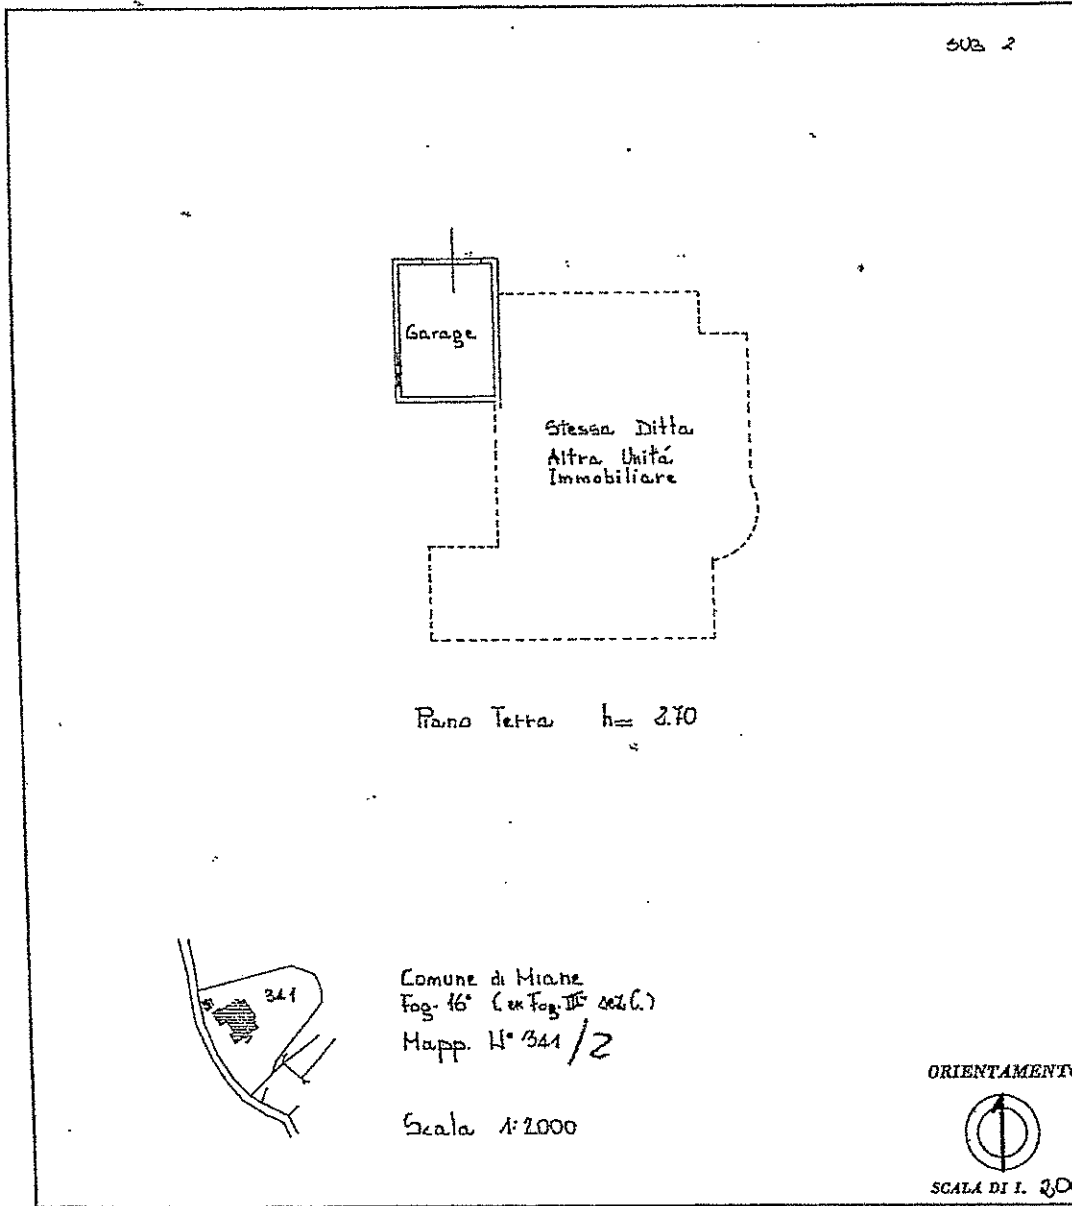 SUB 2
Garage
Stessa Ditta
Altra Unitá
Immobiliare
Piano Terra h= 2.70
341
Comune di Miane
Fog. 16° (ex Fog. III° sez. C.)
Mapp. N° 341/2
Scala 1:2000
ORIENTAMENTO
SCALA DI 1. 200